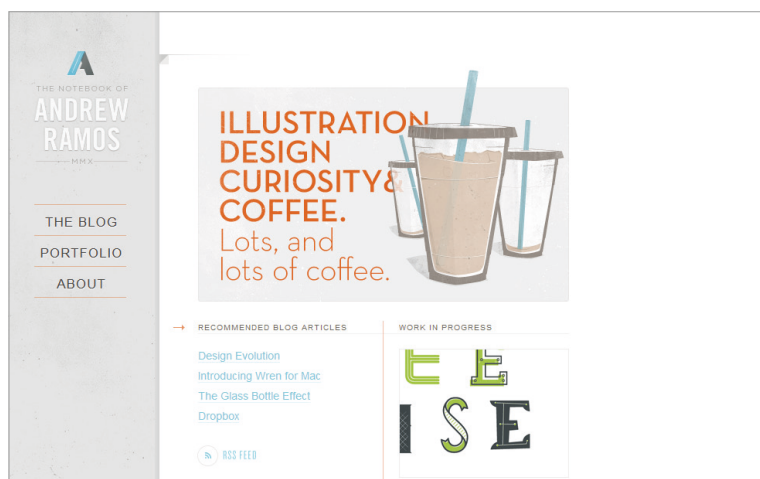 THE NOTEBOOK OF
ANDREW
RAMOS
MMX
THE BLOG
PORTFOLIO
ABOUT
ILLUSTRATION
DESIGN
CURIOSITY&
COFFEE.
Lots, and
lots of coffee.
RECOMMENDED BLOG ARTICLES
Design Evolution
Introducing Wren for Mac
The Glass Bottle Effect
Dropbox
RSS FEED
WORK IN PROGRESS
E E
I S E